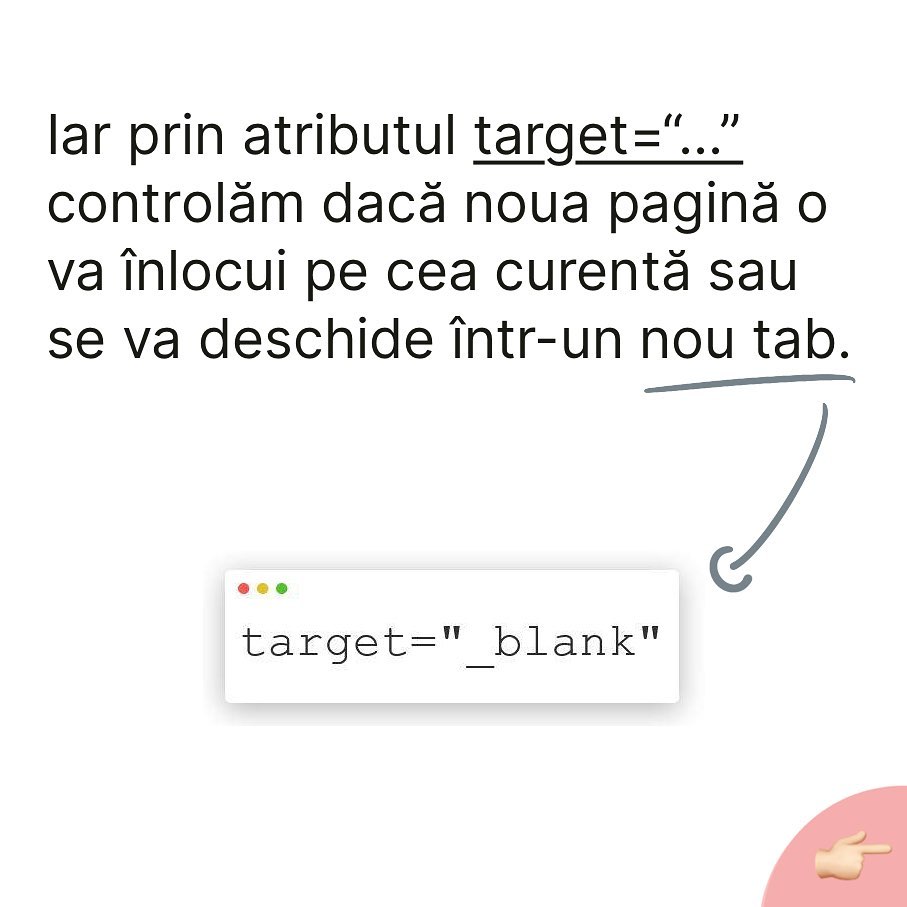 Iar prin atributul target=“...”
controlăm dacă noua pagină o
va înlocui pe cea curentă sau
se va deschide într-un nou tab.
target="_blank"